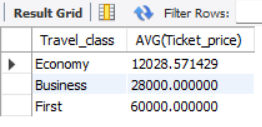 Result Grid Filter Rows:
Travel_class AVG(Ticket_price)
Economy 12028.571429
Business 28000.000000
First 60000.000000